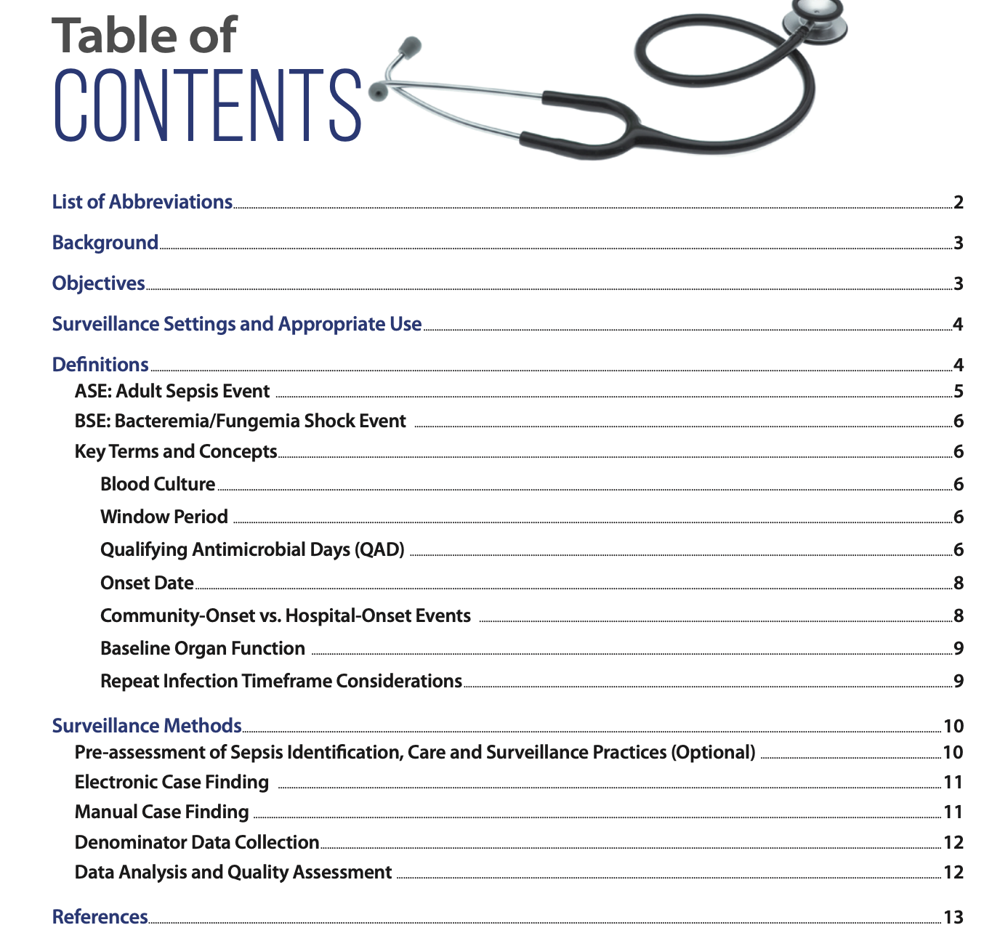 Table of
CONTENTS
List of Abbreviations 2
Background 3
Objectives 3
Surveillance Settings and Appropriate Use 4
Definitions 4
ASE: Adult Sepsis Event 5
BSE: Bacteremia/Fungemia Shock Event 6
Key Terms and Concepts 6
Blood Culture 6
Window Period 6
Qualifying Antimicrobial Days (QAD) 6
Onset Date 8
Community-Onset vs. Hospital-Onset Events 8
Baseline Organ Function 9
Repeat Infection Timeframe Considerations 9
Surveillance Methods 10
Pre-assessment of Sepsis Identification, Care and Surveillance Practices (Optional) 10
Electronic Case Finding 11
Manual Case Finding 11
Denominator Data Collection 12
Data Analysis and Quality Assessment 12
References 13